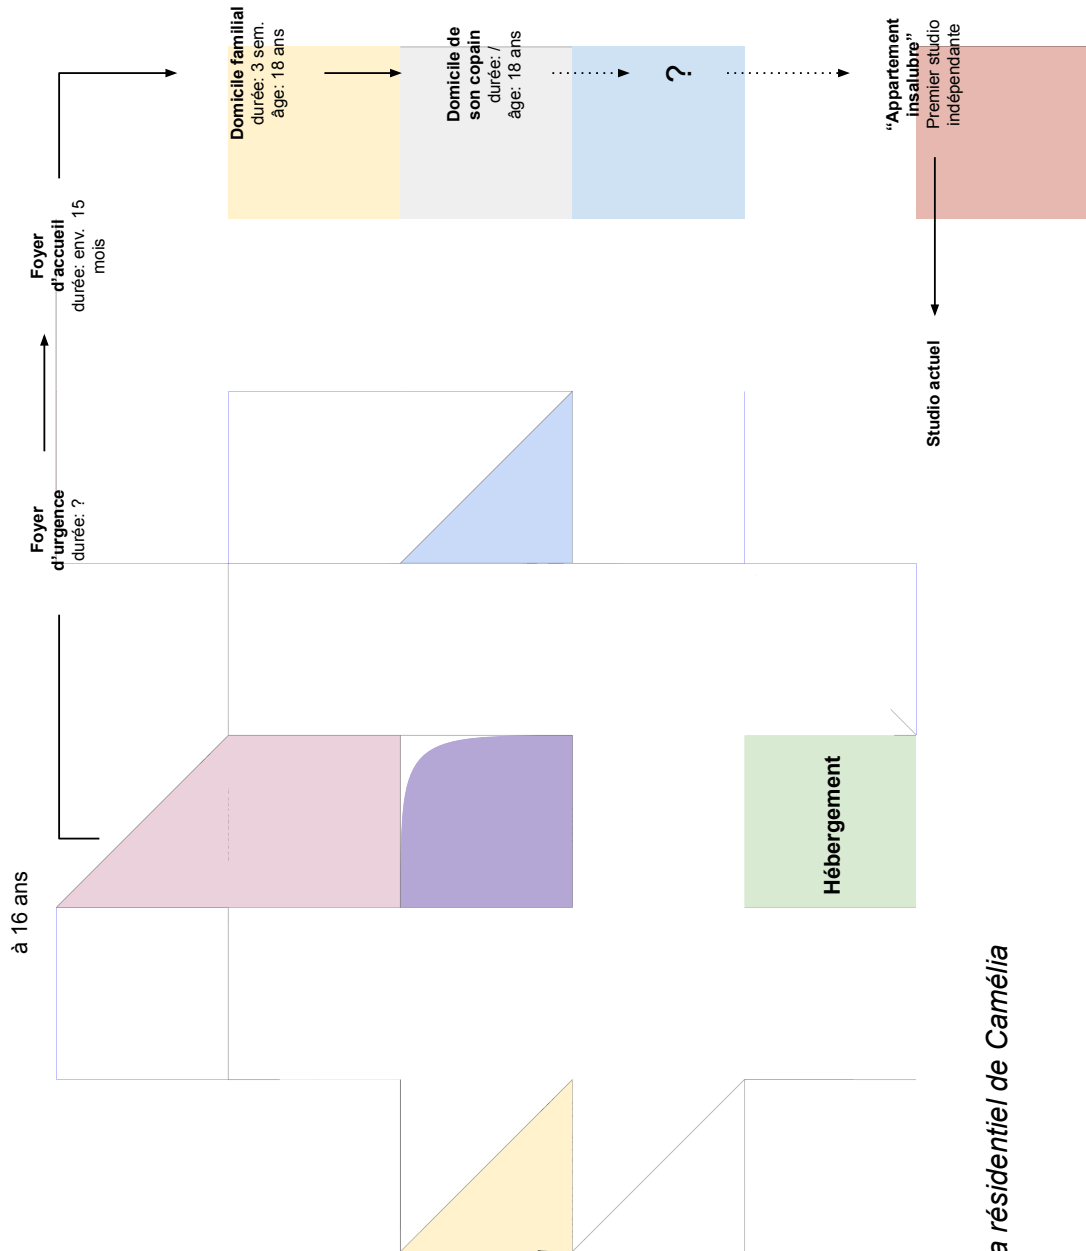 à 16 ans
Foyer
d'urgence
durée: ?
Foyer
d'accueil
durée: env. 15
mois
Domicile familial
durée: 3 sem.
âge: 18 ans
Domicile de
son copain
durée: /
âge: 18 ans
?
“Appartement
insalubre”
Premier studio
indépendante
Studio actuel
Hébergement
a résidentiel de Camélia